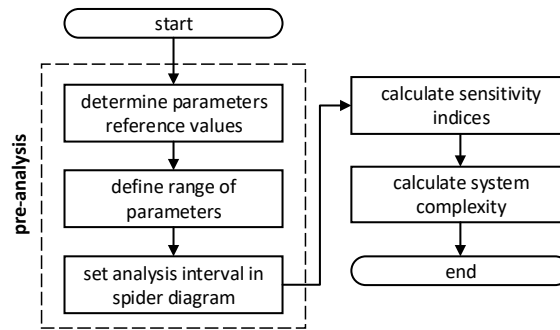 start
pre-analysis
determine parameters
reference values
define range of
parameters
set analysis interval in
spider diagram
calculate sensitivity
indices
calculate system
complexity
end